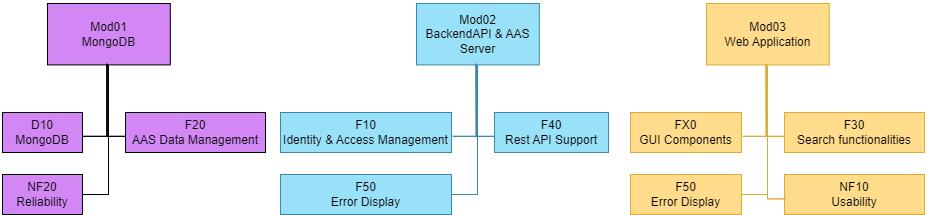 Mod01
MongoDB
D10
MongoDB
F20
AAS Data Management
NF20
Reliability
Mod02
BackendAPI & AAS
Server
F10
Identity & Access Management
F40
Rest API Support
F50
Error Display
Mod03
Web Application
FX0
GUI Components
F30
Search functionalities
F50
Error Display
NF10
Usability